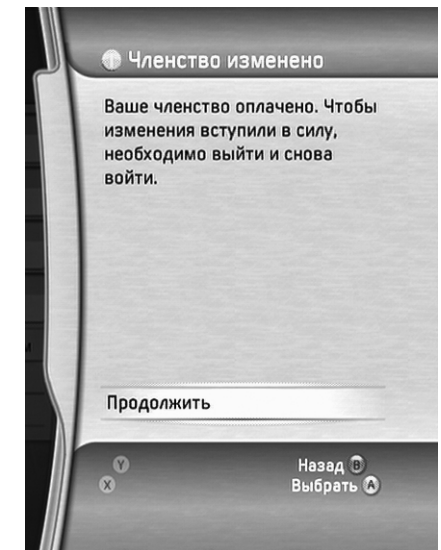 Членство изменено
Ваше членство оплачено. Чтобы
изменения вступили в силу,
необходимо выйти и снова
войти.
Продолжить
Y
Назад B
X
Выбрать A